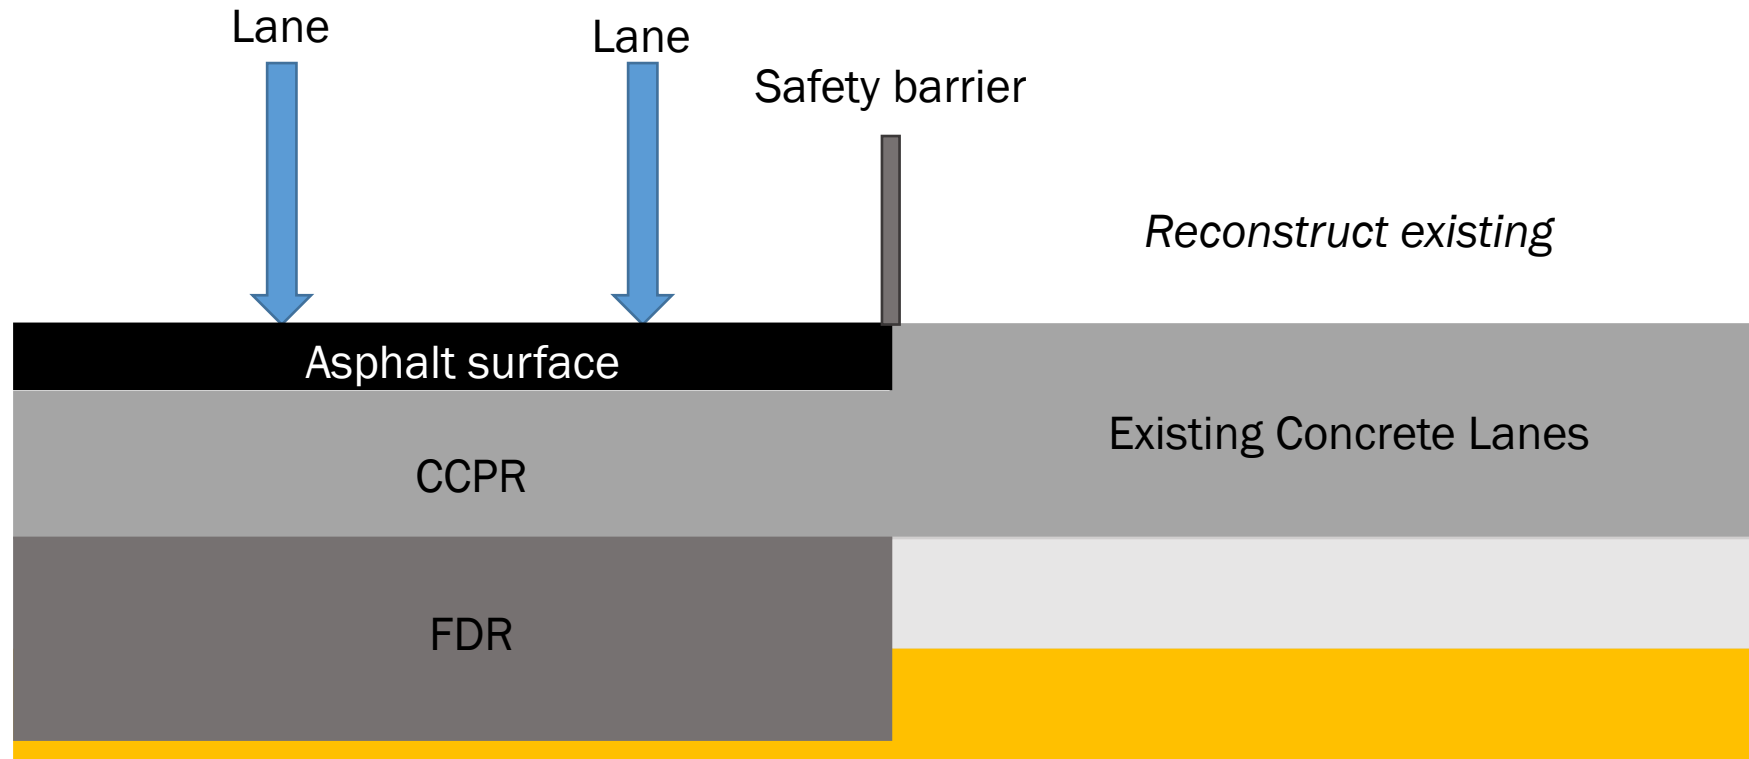 Lane
Lane
Safety barrier
Reconstruct existing
Asphalt surface
Existing Concrete Lanes
CCPR
FDR